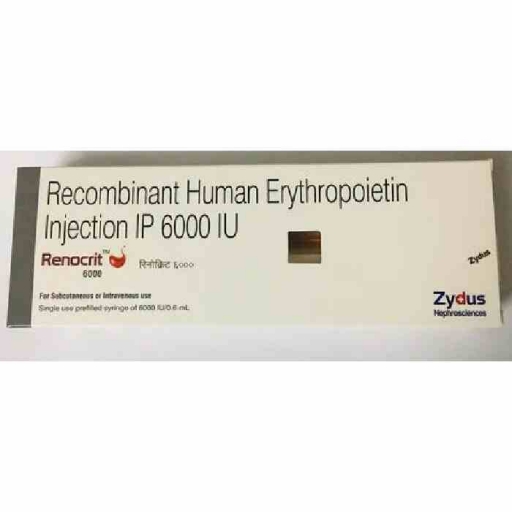 Recombinant Human Erythropoietin
Injection IP 6000 IU
Renocrit™
6000
रिनोक्रिट ६०००
For Subcutaneous or Intravenous use
Single use prefilled syringe of 6000 IU/0.6 mL
Zydus
Zydus
Nephrosciences